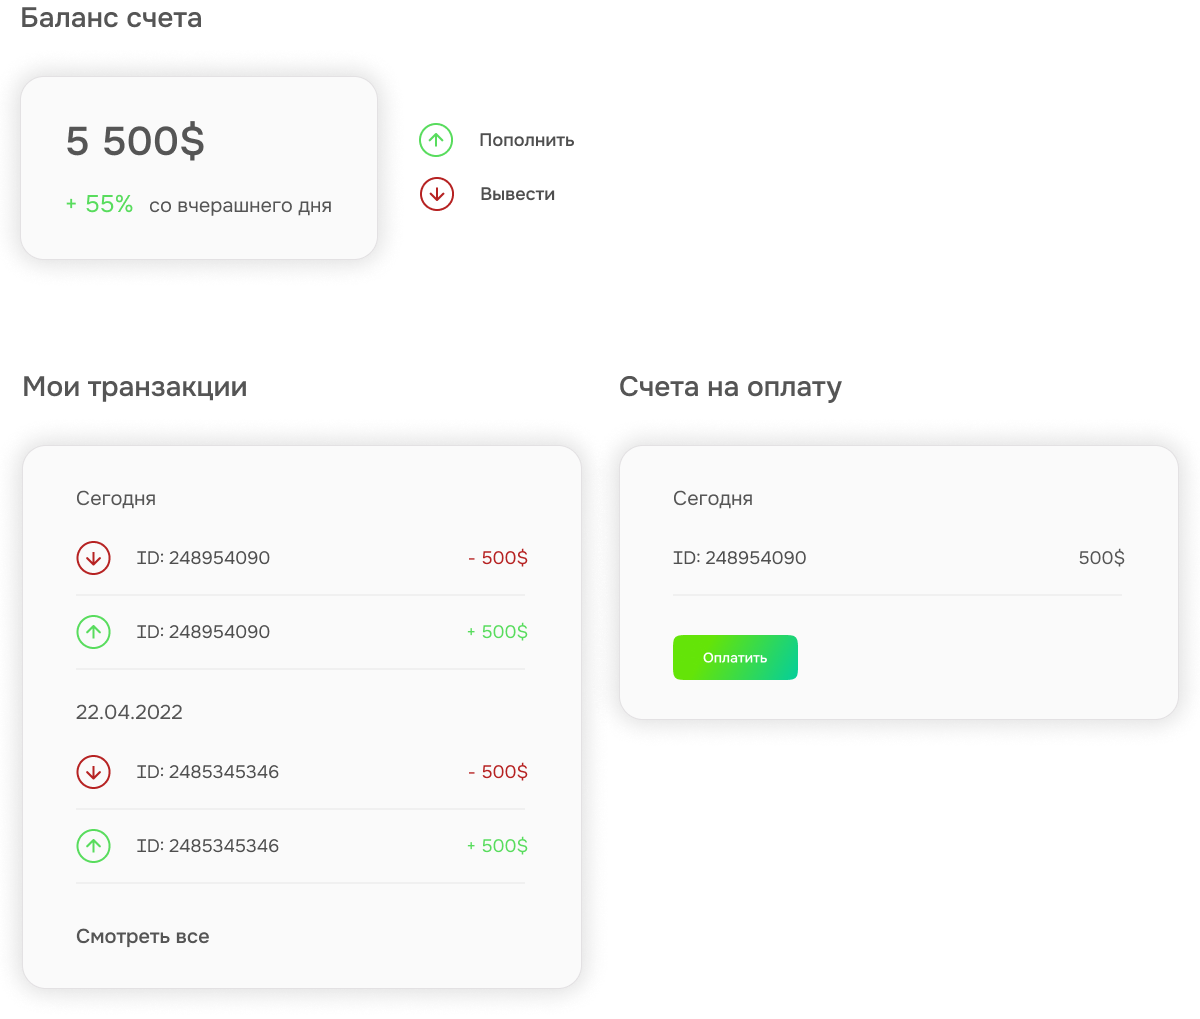 Баланс счета
5 500$
+ 55% со вчерашнего дня
Пополнить
Вывести
Мои транзакции
Сегодня
ID: 248954090 - 500$
ID: 248954090 + 500$
22.04.2022
ID: 2485345346 - 500$
ID: 2485345346 + 500$
Смотреть все
Счета на оплату
Сегодня
ID: 248954090 500$
Оплатить